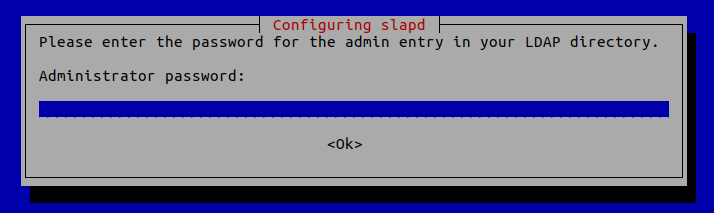 Configuring slapd
Please enter the password for the admin entry in your LDAP directory.
Administrator password:
<Ok>